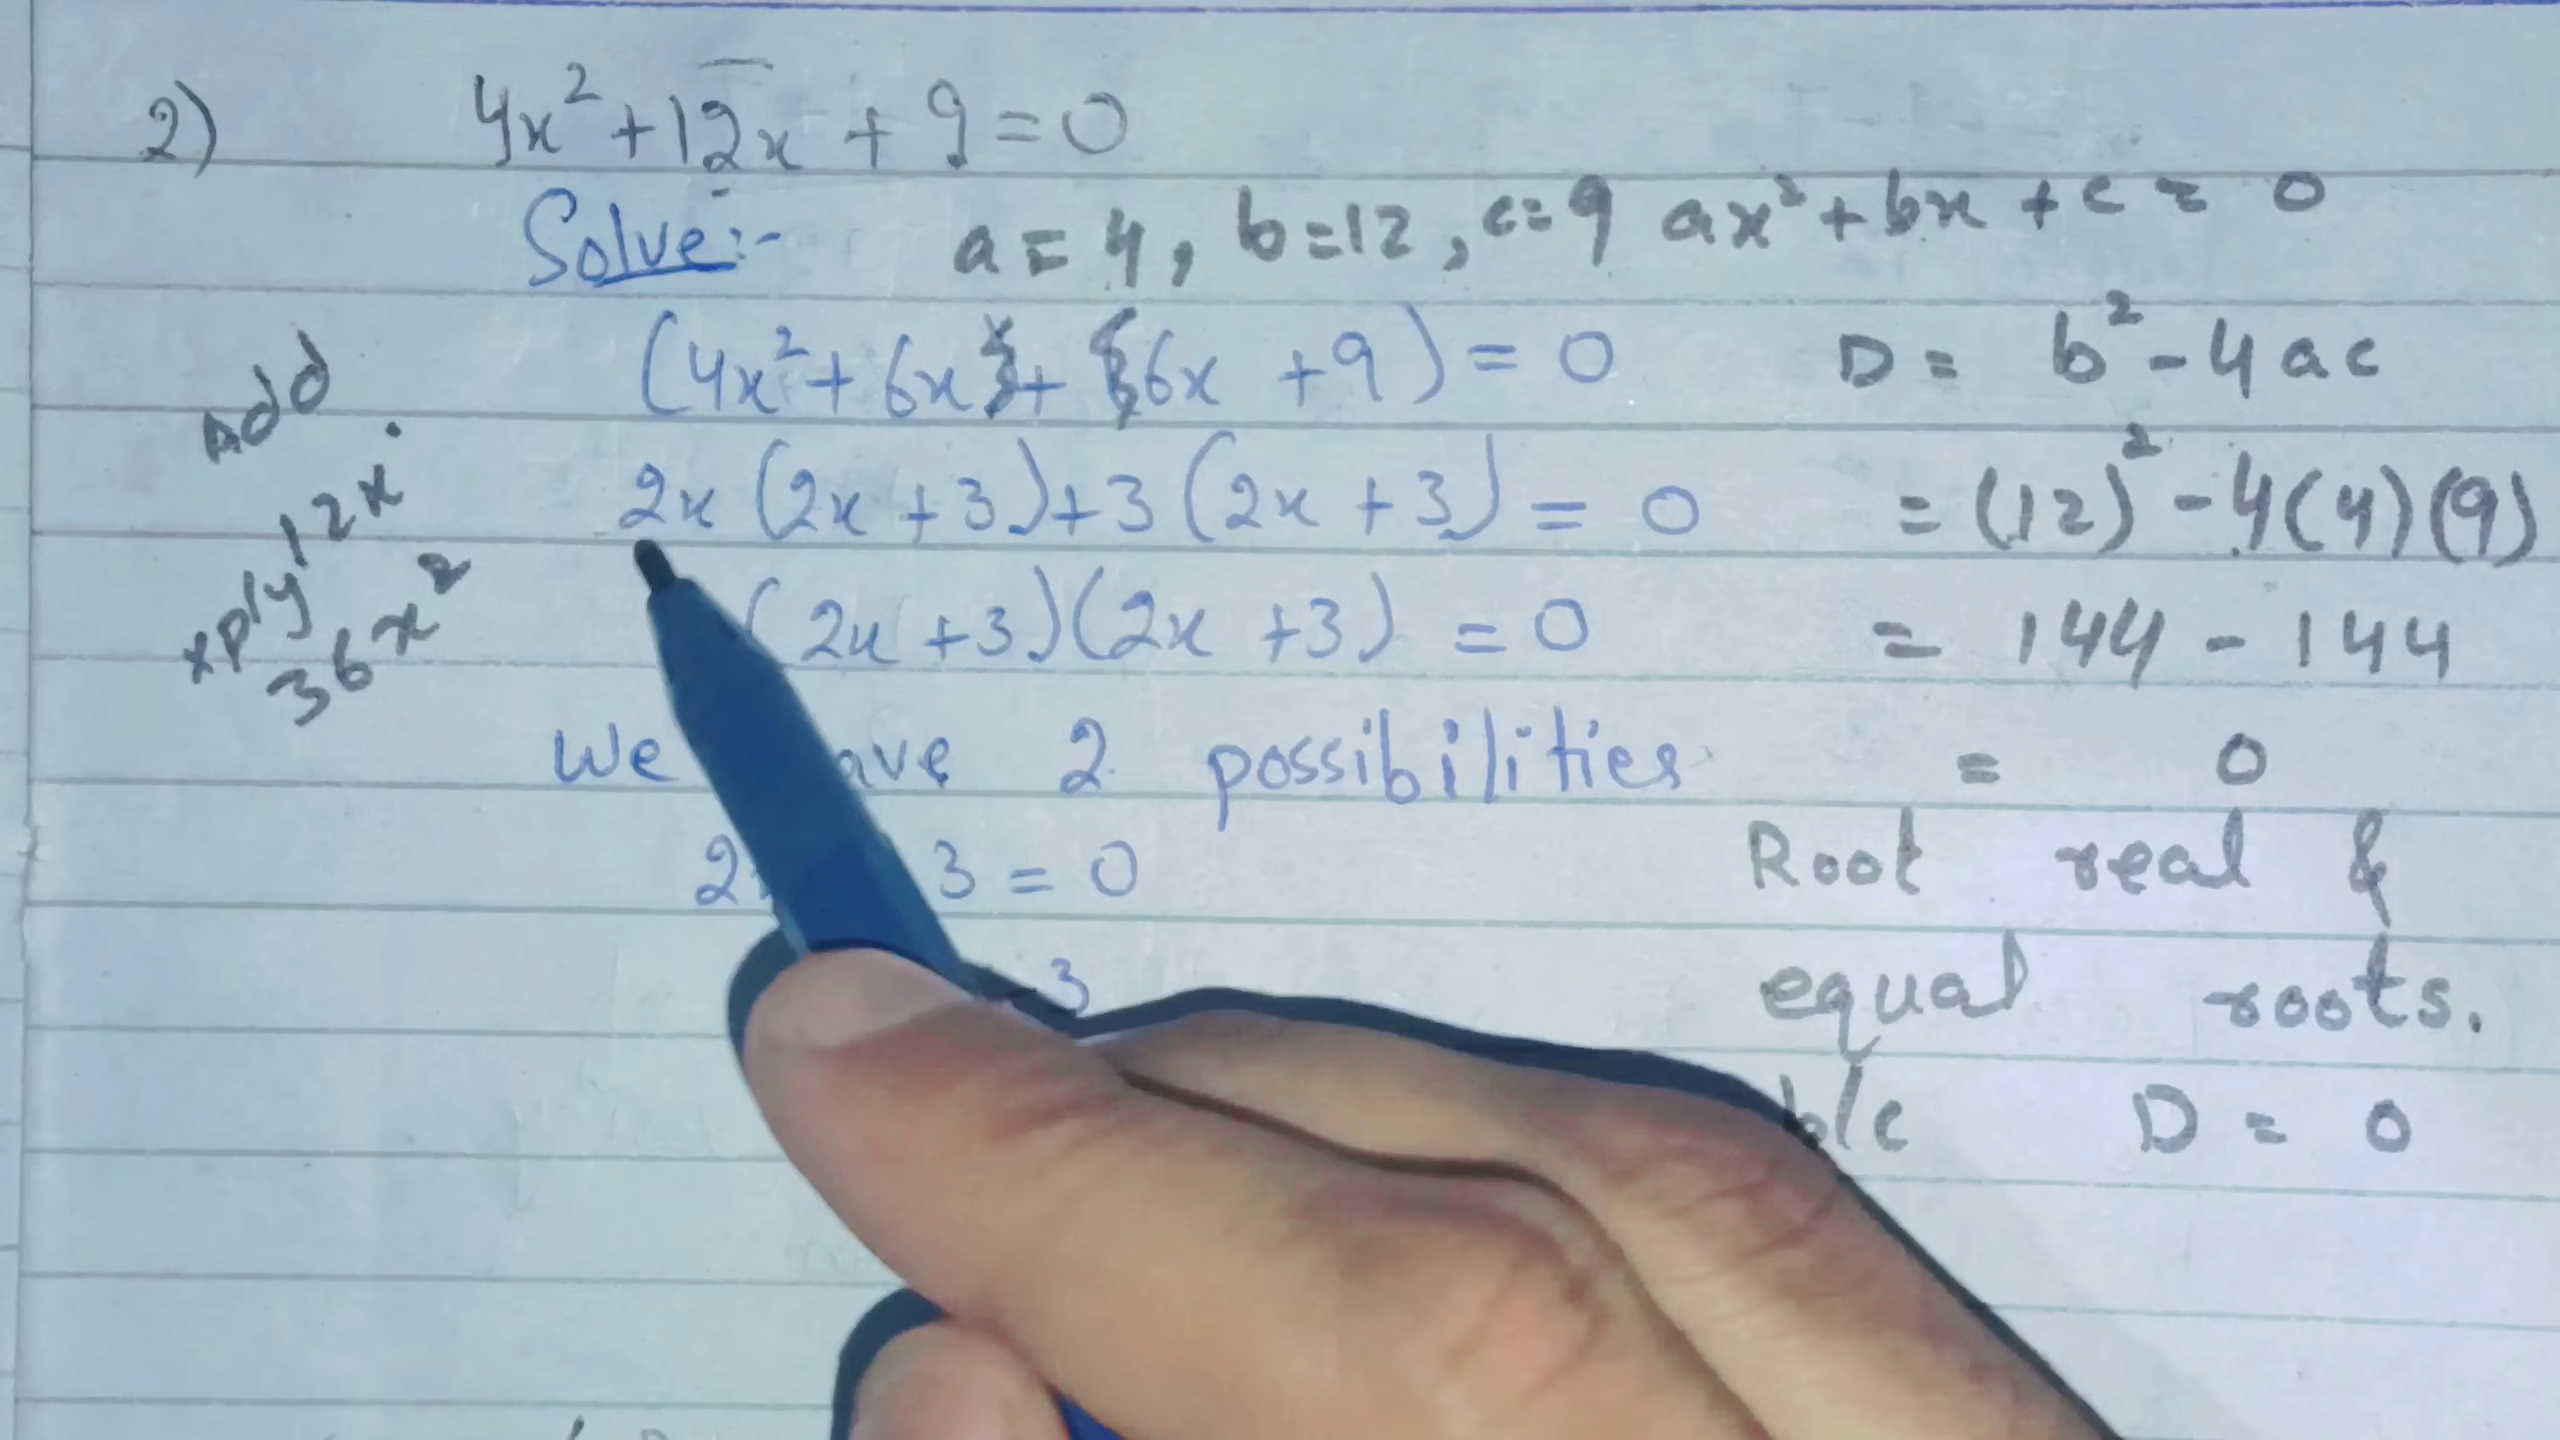 2) 4x² + 12x + 9 = 0
Solve:- a = 4, b = 12, c = 9 ax² + bx + c = 0
(4x² + 6x + 6x + 9) = 0
D = b² - 4ac
2x (2x + 3) + 3 (2x + 3) = 0
= (12)² - 4(4)(9)
(2x + 3)(2x + 3) = 0
= 144 - 144
Add
12x.
xply
36x²
We 2 possibilities
= 0
2 3 = 0
Root real &
-3
equal roots.
b/c D = 0